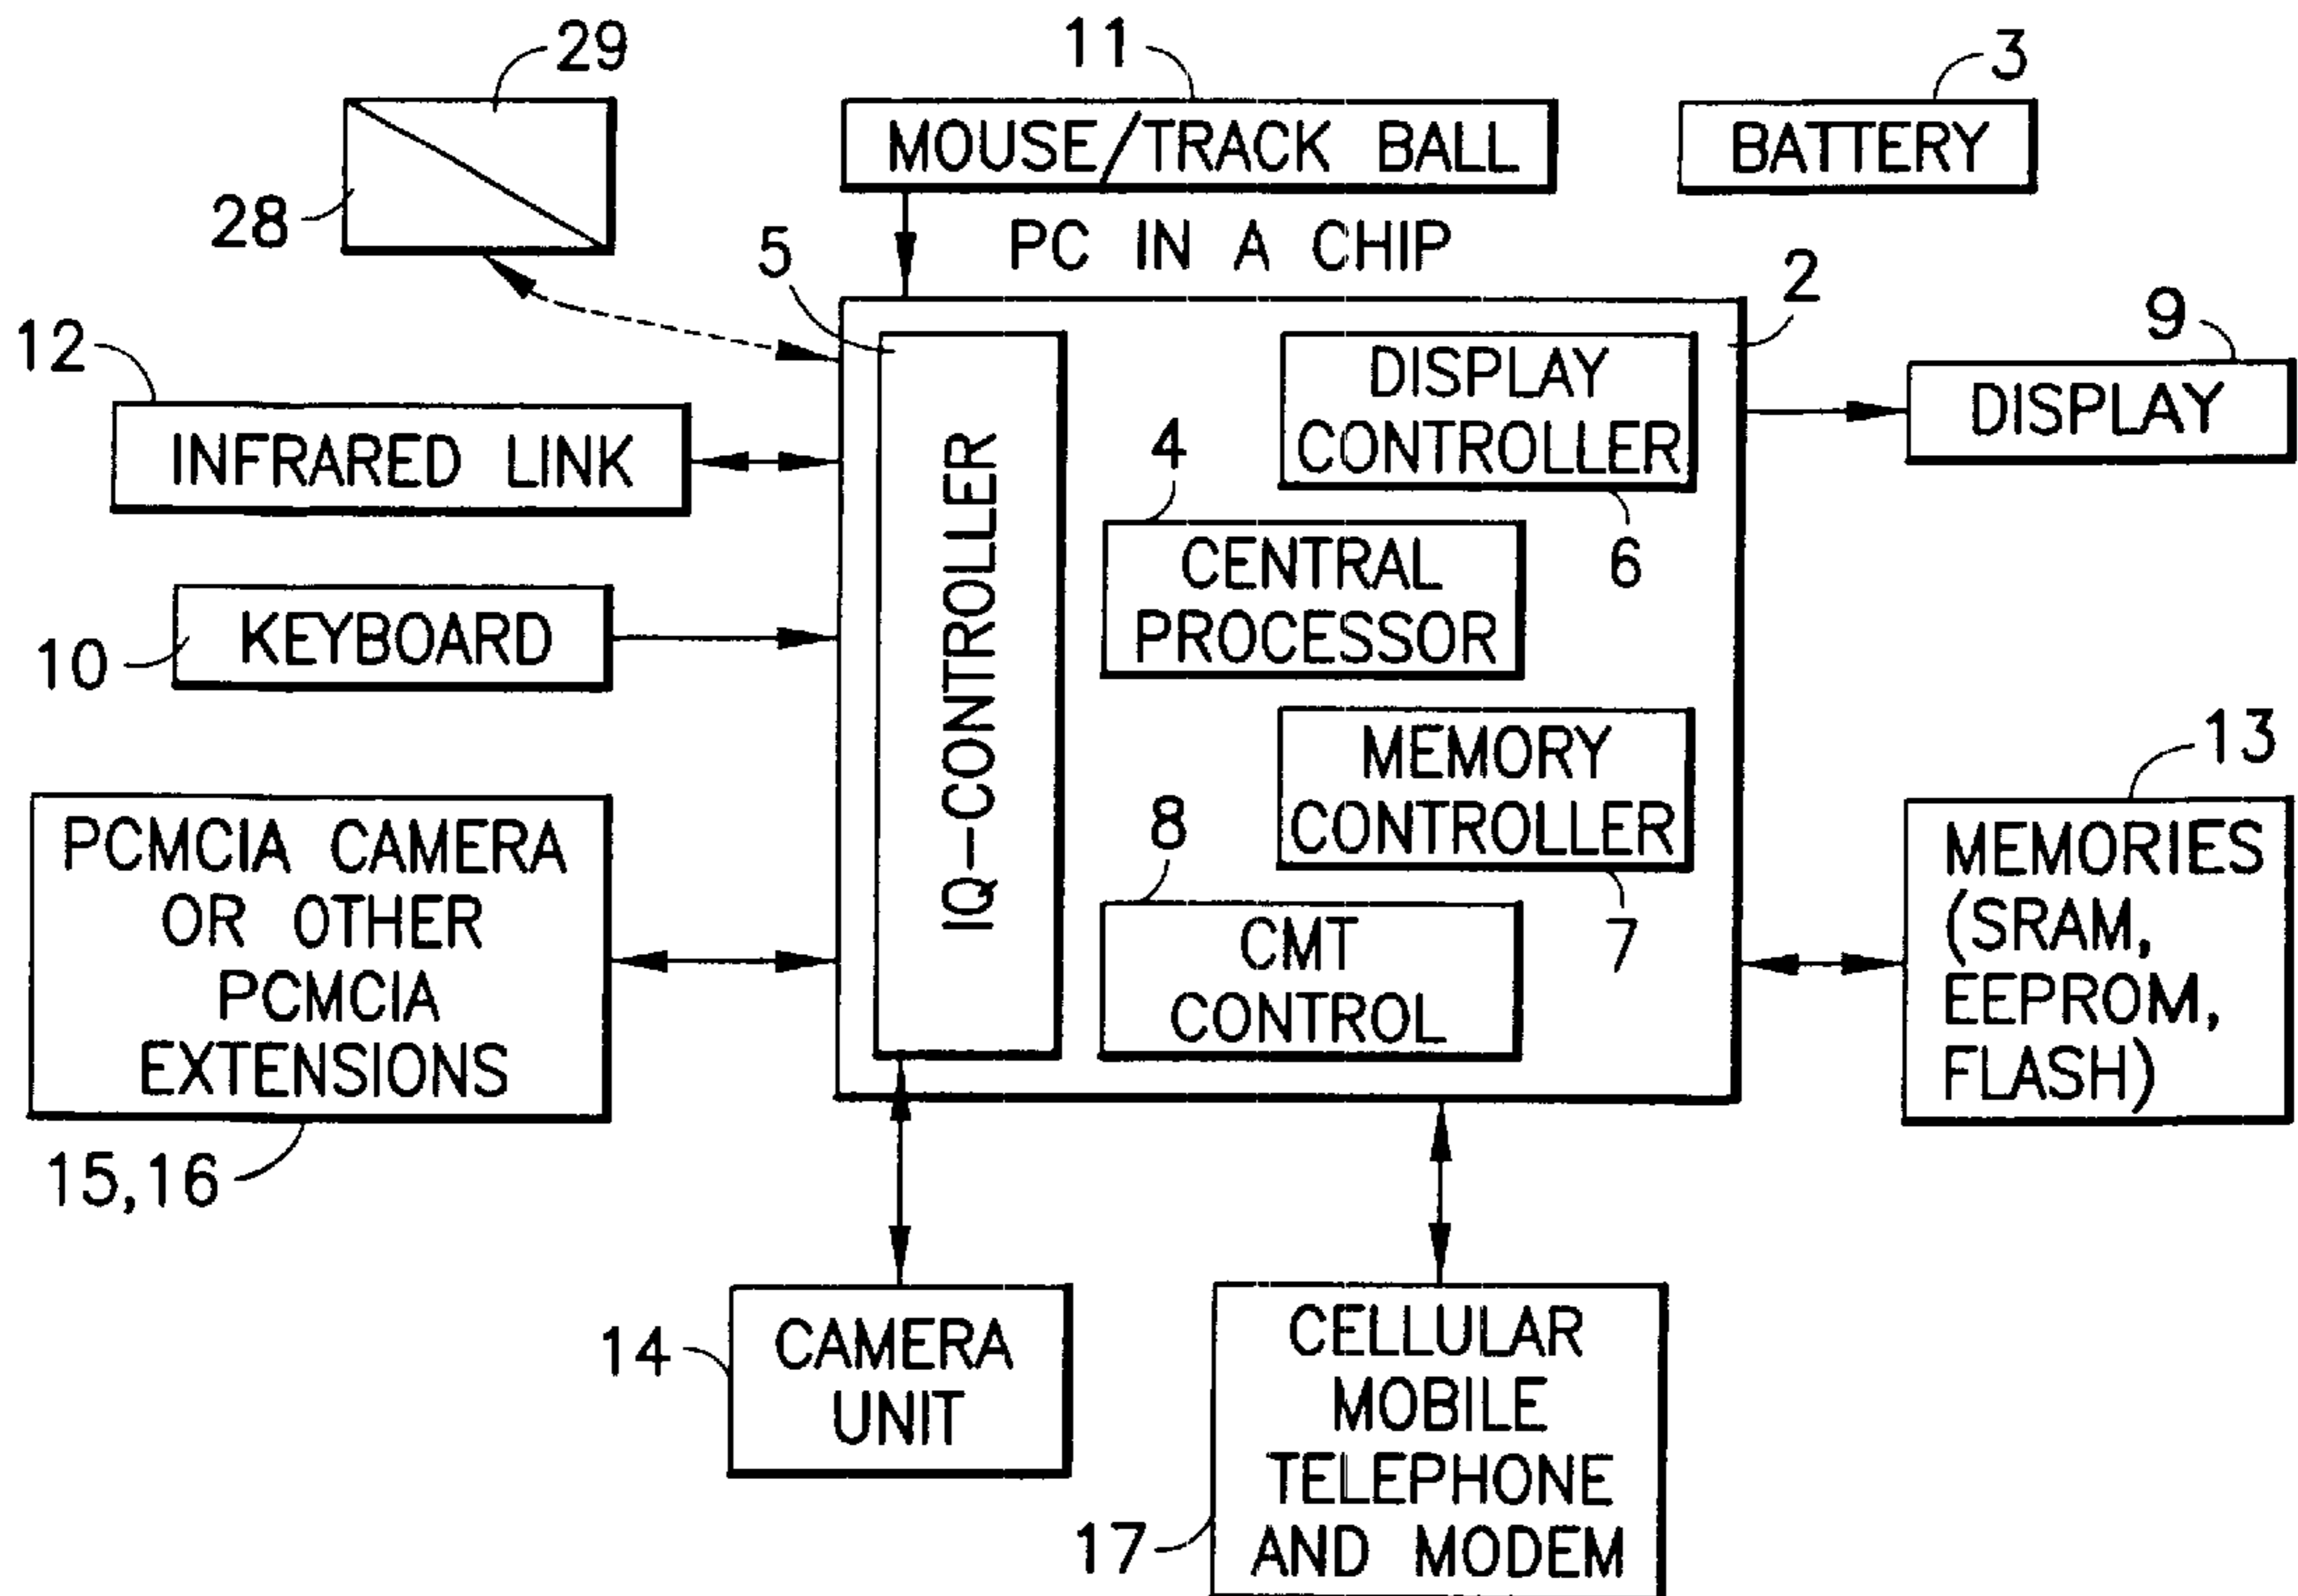 29
11
3
MOUSE/TRACK BALL
BATTERY
28
5
PC IN A CHIP
2
12
9
DISPLAY
CONTROLLER
DISPLAY
INFRARED LINK
4
6
IQ-CONTROLLER
CENTRAL
PROCESSOR
10
KEYBOARD
13
MEMORY
CONTROLLER
7
PCMCIA CAMERA
OR OTHER
PCMCIA
EXTENSIONS
8
CMT
CONTROL
MEMORIES
(SRAM,
EEPROM,
FLASH)
15,16
14
CAMERA
UNIT
CELLULAR
MOBILE
TELEPHONE
AND MODEM
17